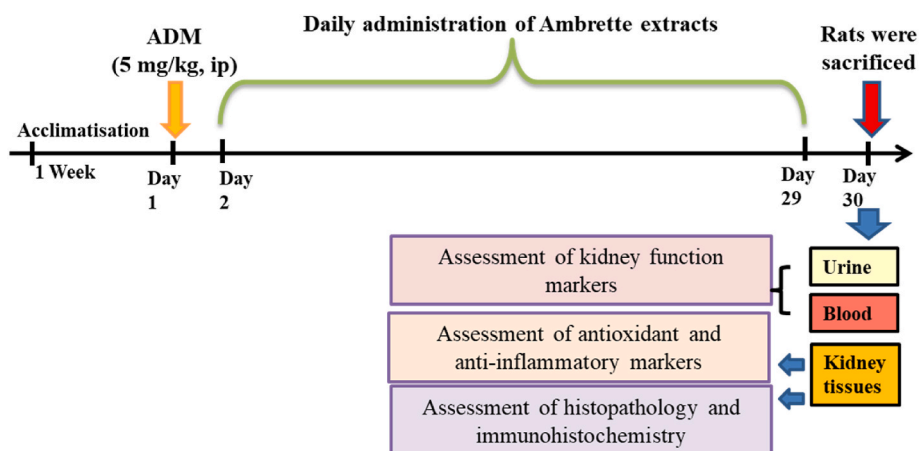 ADM
(5 mg/kg, ip)
Daily administration of Ambrette extracts
Rats were
sacrificed
Acclimatisation
1 Week
Day
1
Day
2
Day
29
Day
30
Assessment of kidney function
markers
Urine
Blood
Assessment of antioxidant and
anti-inflammatory markers
Kidney
tissues
Assessment of histopathology and
immunohistochemistry